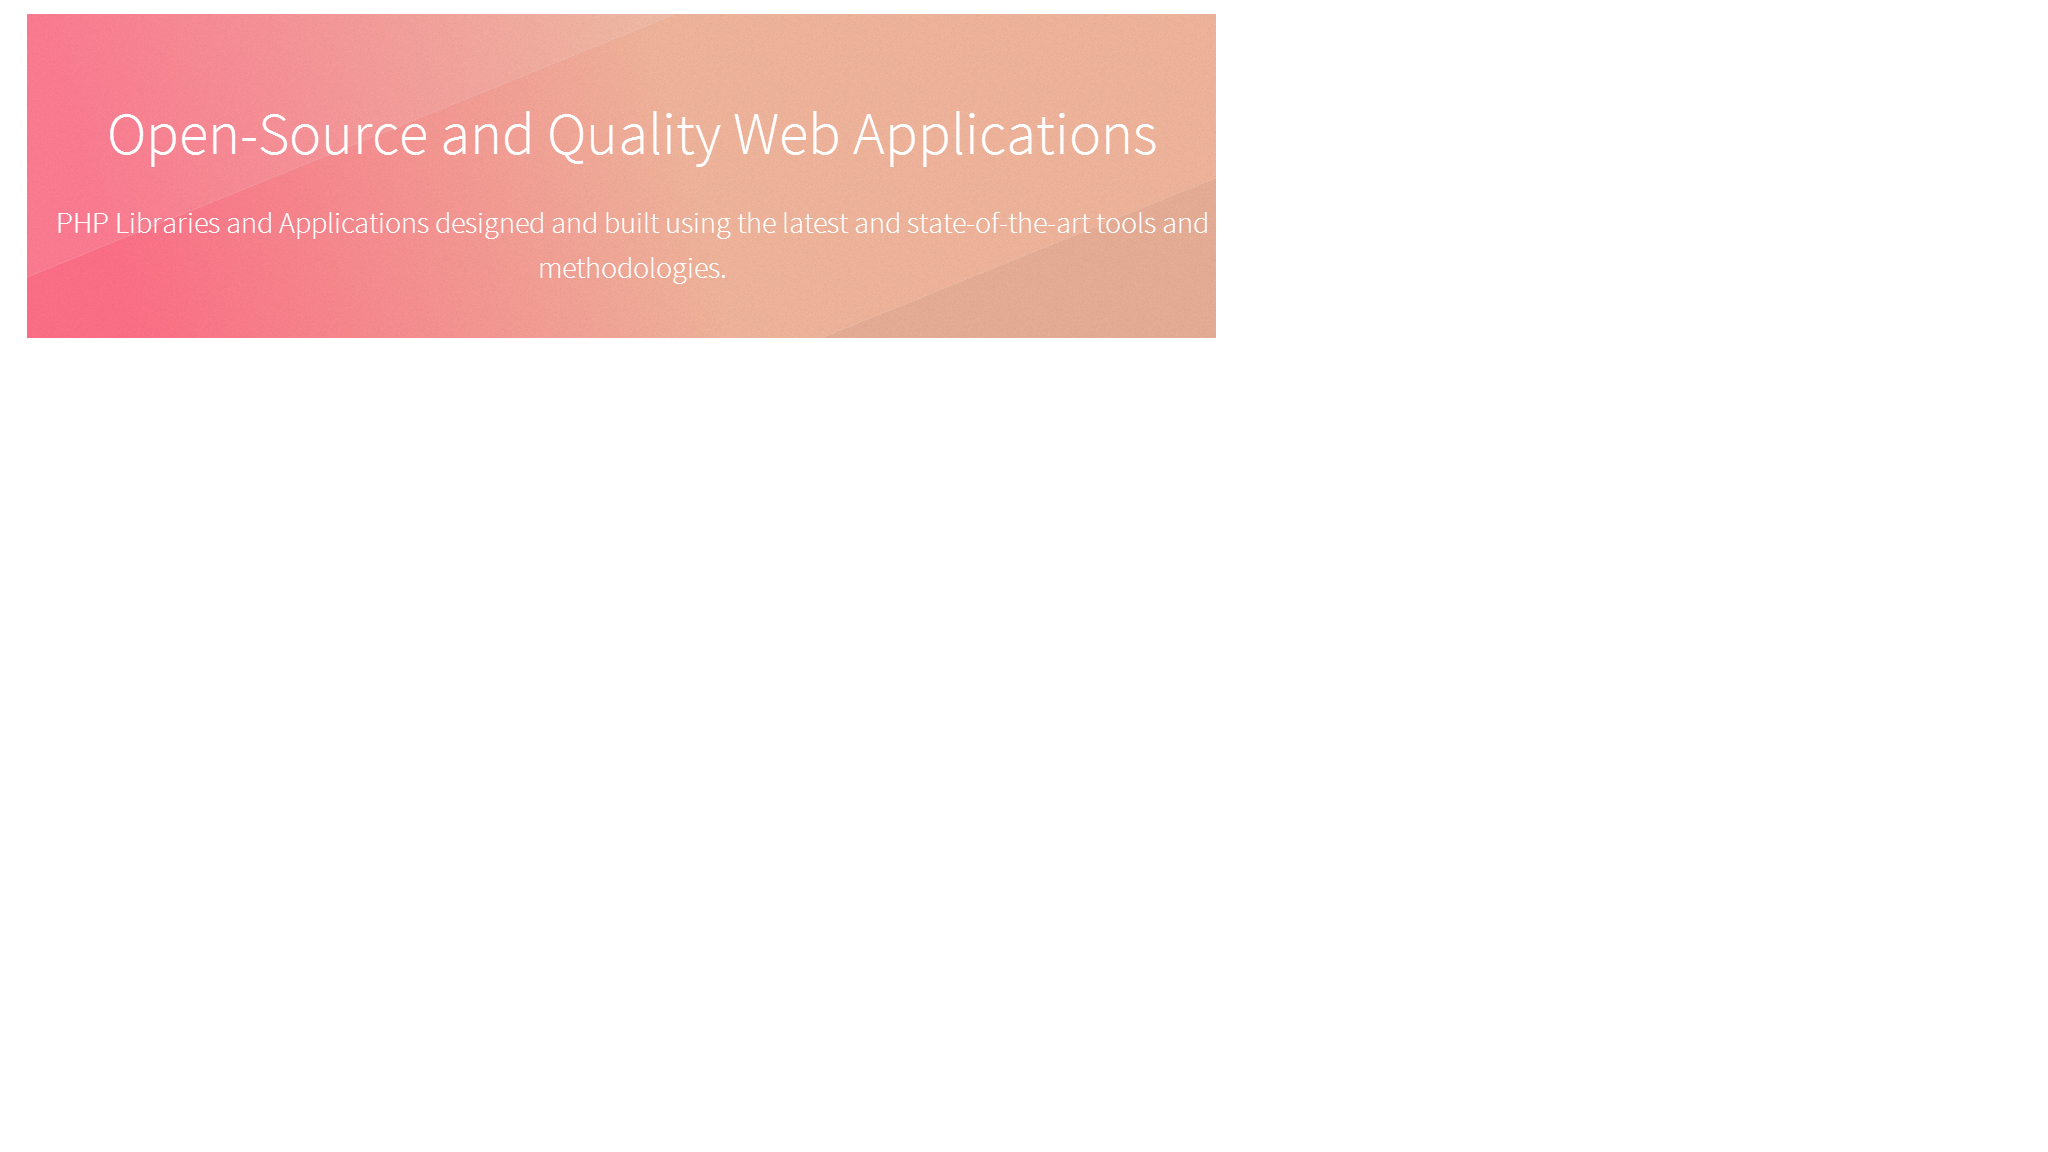 Open-Source and Quality Web Applications
PHP Libraries and Applications designed and built using the latest and state-of-the-art tools and
methodologies.